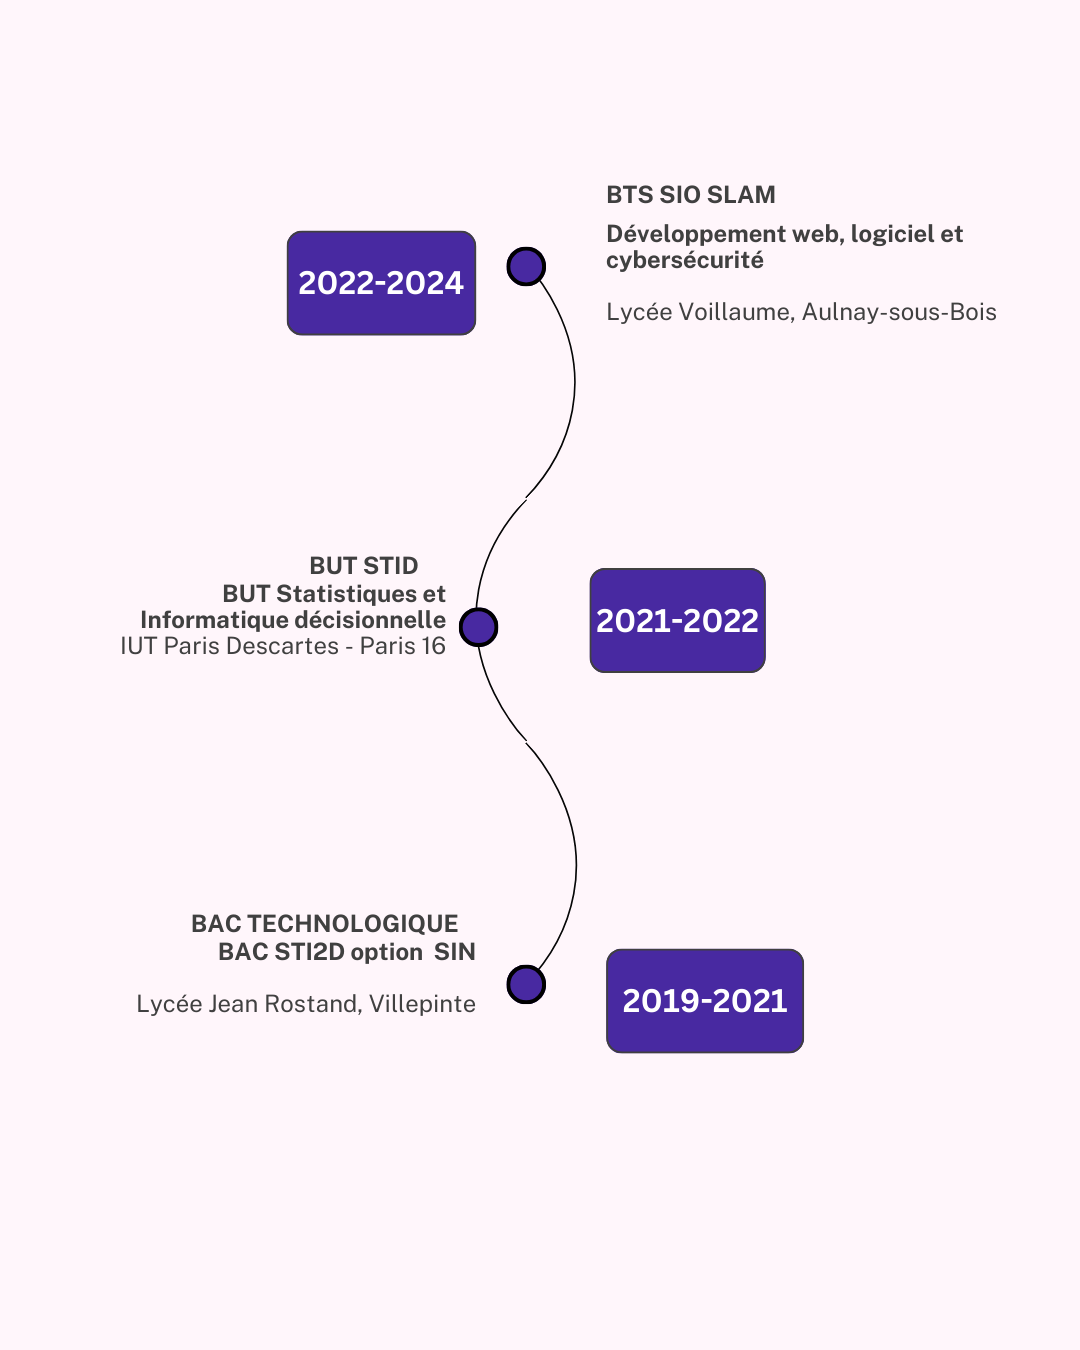 BTS SIO SLAM
Développement web, logiciel et
cybersécurité
Lycée Voillaume, Aulnay-sous-Bois
2022-2024
BUT STID
BUT Statistiques et
Informatique décisionnelle
IUT Paris Descartes - Paris 16
2021-2022
BAC TECHNOLOGIQUE
BAC STI2D option  SIN
Lycée Jean Rostand, Villepinte
2019-2021